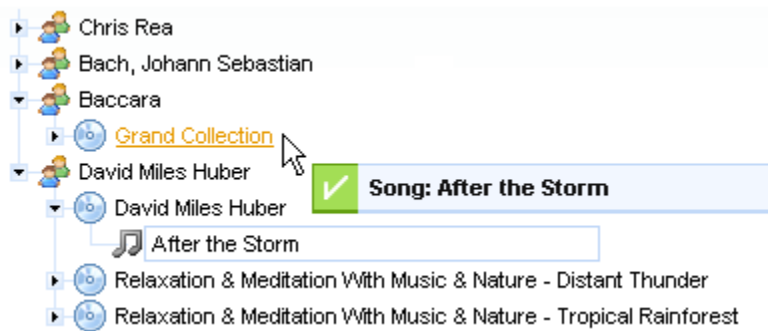 Chris Rea
Bach, Johann Sebastian
Baccara
Grand Collection
David Miles Huber
Song: After the Storm
David Miles Huber
After the Storm
Relaxation & Meditation With Music & Nature - Distant Thunder
Relaxation & Meditation With Music & Nature - Tropical Rainforest